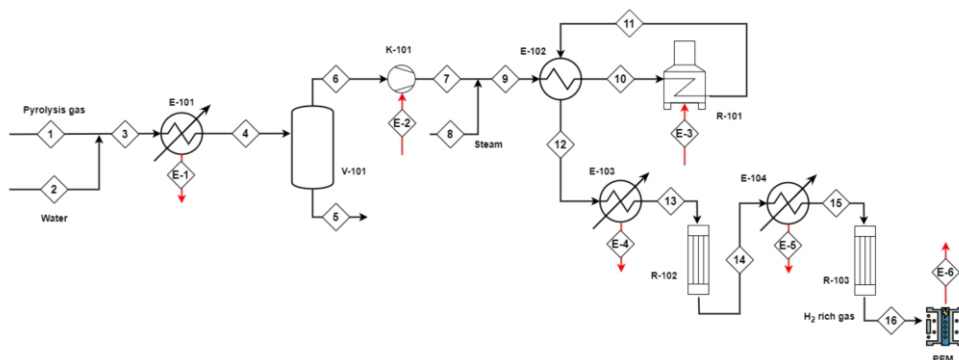 11
K-101
E-102
6
7
9
10
Pyrolysis gas
E-101
R-101
1
3
4
E-2
8
E-3
Steam
12
V-101
E-1
2
E-103
E-104
Water
5
13
15
E-4
E-5
14
R-102
R-103
E-6
H₂ rich gas
16
PEM